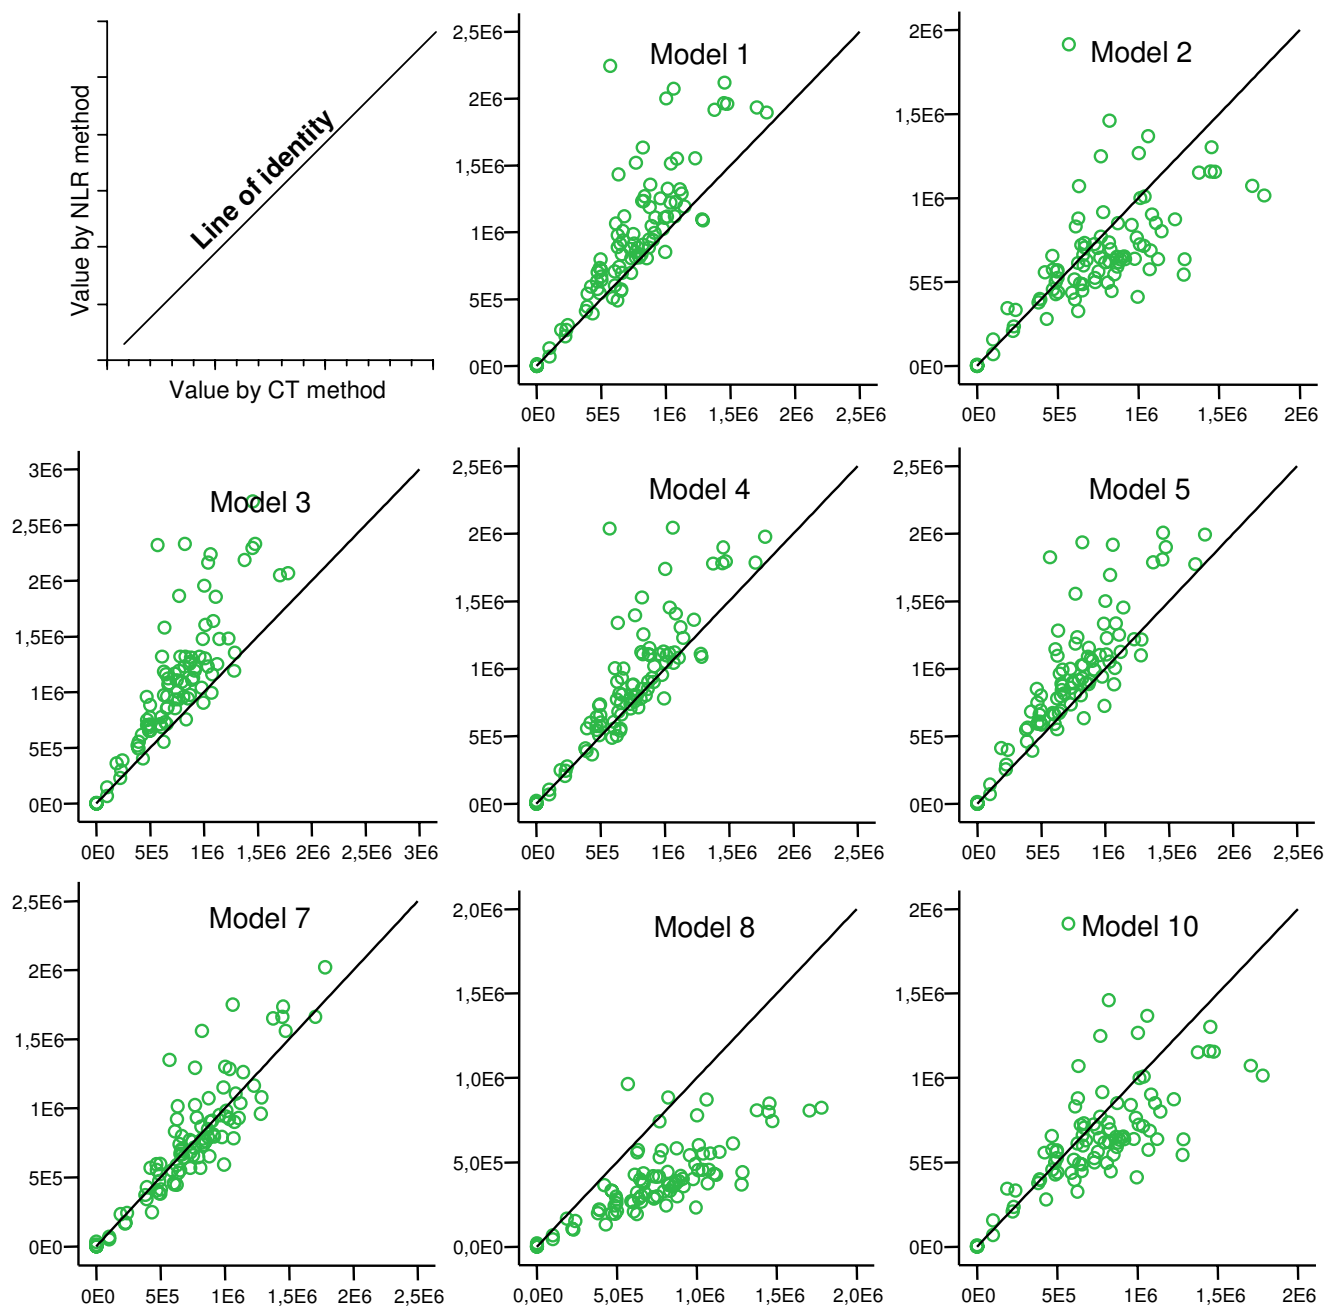 Value by NLR method
Line of identity
Value by CT method
Model 1
2,5E6
2E6
1,5E6
1E6
5E5
0E0
0E0 5E5 1E6 1,5E6 2E6 2,5E6
Model 2
2E6
1,5E6
1E6
5E5
0E0
0E0 5E5 1E6 1,5E6 2E6
Model 3
3E6
2,5E6
2E6
1,5E6
1E6
5E5
0E0
0E0 5E5 1E6 1,5E6 2E6 2,5E6 3E6
Model 4
2,5E6
2E6
1,5E6
1E6
5E5
0E0
0E0 5E5 1E6 1,5E6 2E6 2,5E6
Model 5
2,5E6
2E6
1,5E6
1E6
5E5
0E0
0E0 5E5 1E6 1,5E6 2E6 2,5E6
Model 7
2,5E6
2E6
1,5E6
1E6
5E5
0E0
0E0 5E5 1E6 1,5E6 2E6 2,5E6
Model 8
2,0E6
1,5E6
1,0E6
5,0E5
0,0E0
0,0E0 5,0E5 1,0E6 1,5E6 2,0E6
Model 10
2E6
1,5E6
1E6
5E5
0E0
0E0 5E5 1E6 1,5E6 2E6